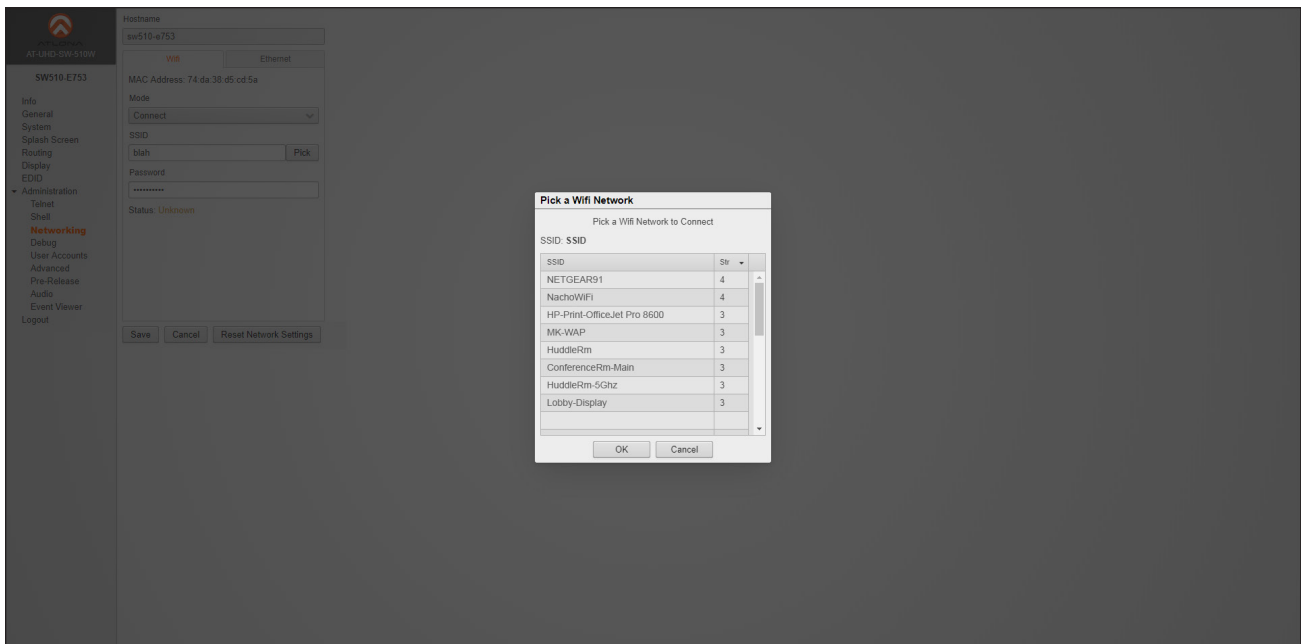 ATLONA
AT-UHD-SW-510W
SW510-E753
Info
General
System
Splash Screen
Routing
Display
EDID
Administration
Telnet
Shell
Networking
Debug
User Accounts
Advanced
Pre-Release
Audio
Event Viewer
Logout
Hostname
sw510-e753
Wifi Ethernet
MAC Address: 74:da:38:d5:cd:5a
Mode
Connect
SSID
blah Pick
Password
••••••••••
Status: Unknown
Save Cancel Reset Network Settings
Pick a Wifi Network
Pick a Wifi Network to Connect
SSID: SSID
SSID Str
NETGEAR91 4
NachoWiFi 4
HP-Print-OfficeJet Pro 8600 3
MK-WAP 3
HuddleRm 3
ConferenceRm-Main 3
HuddleRm-5Ghz 3
Lobby-Display 3
OK Cancel